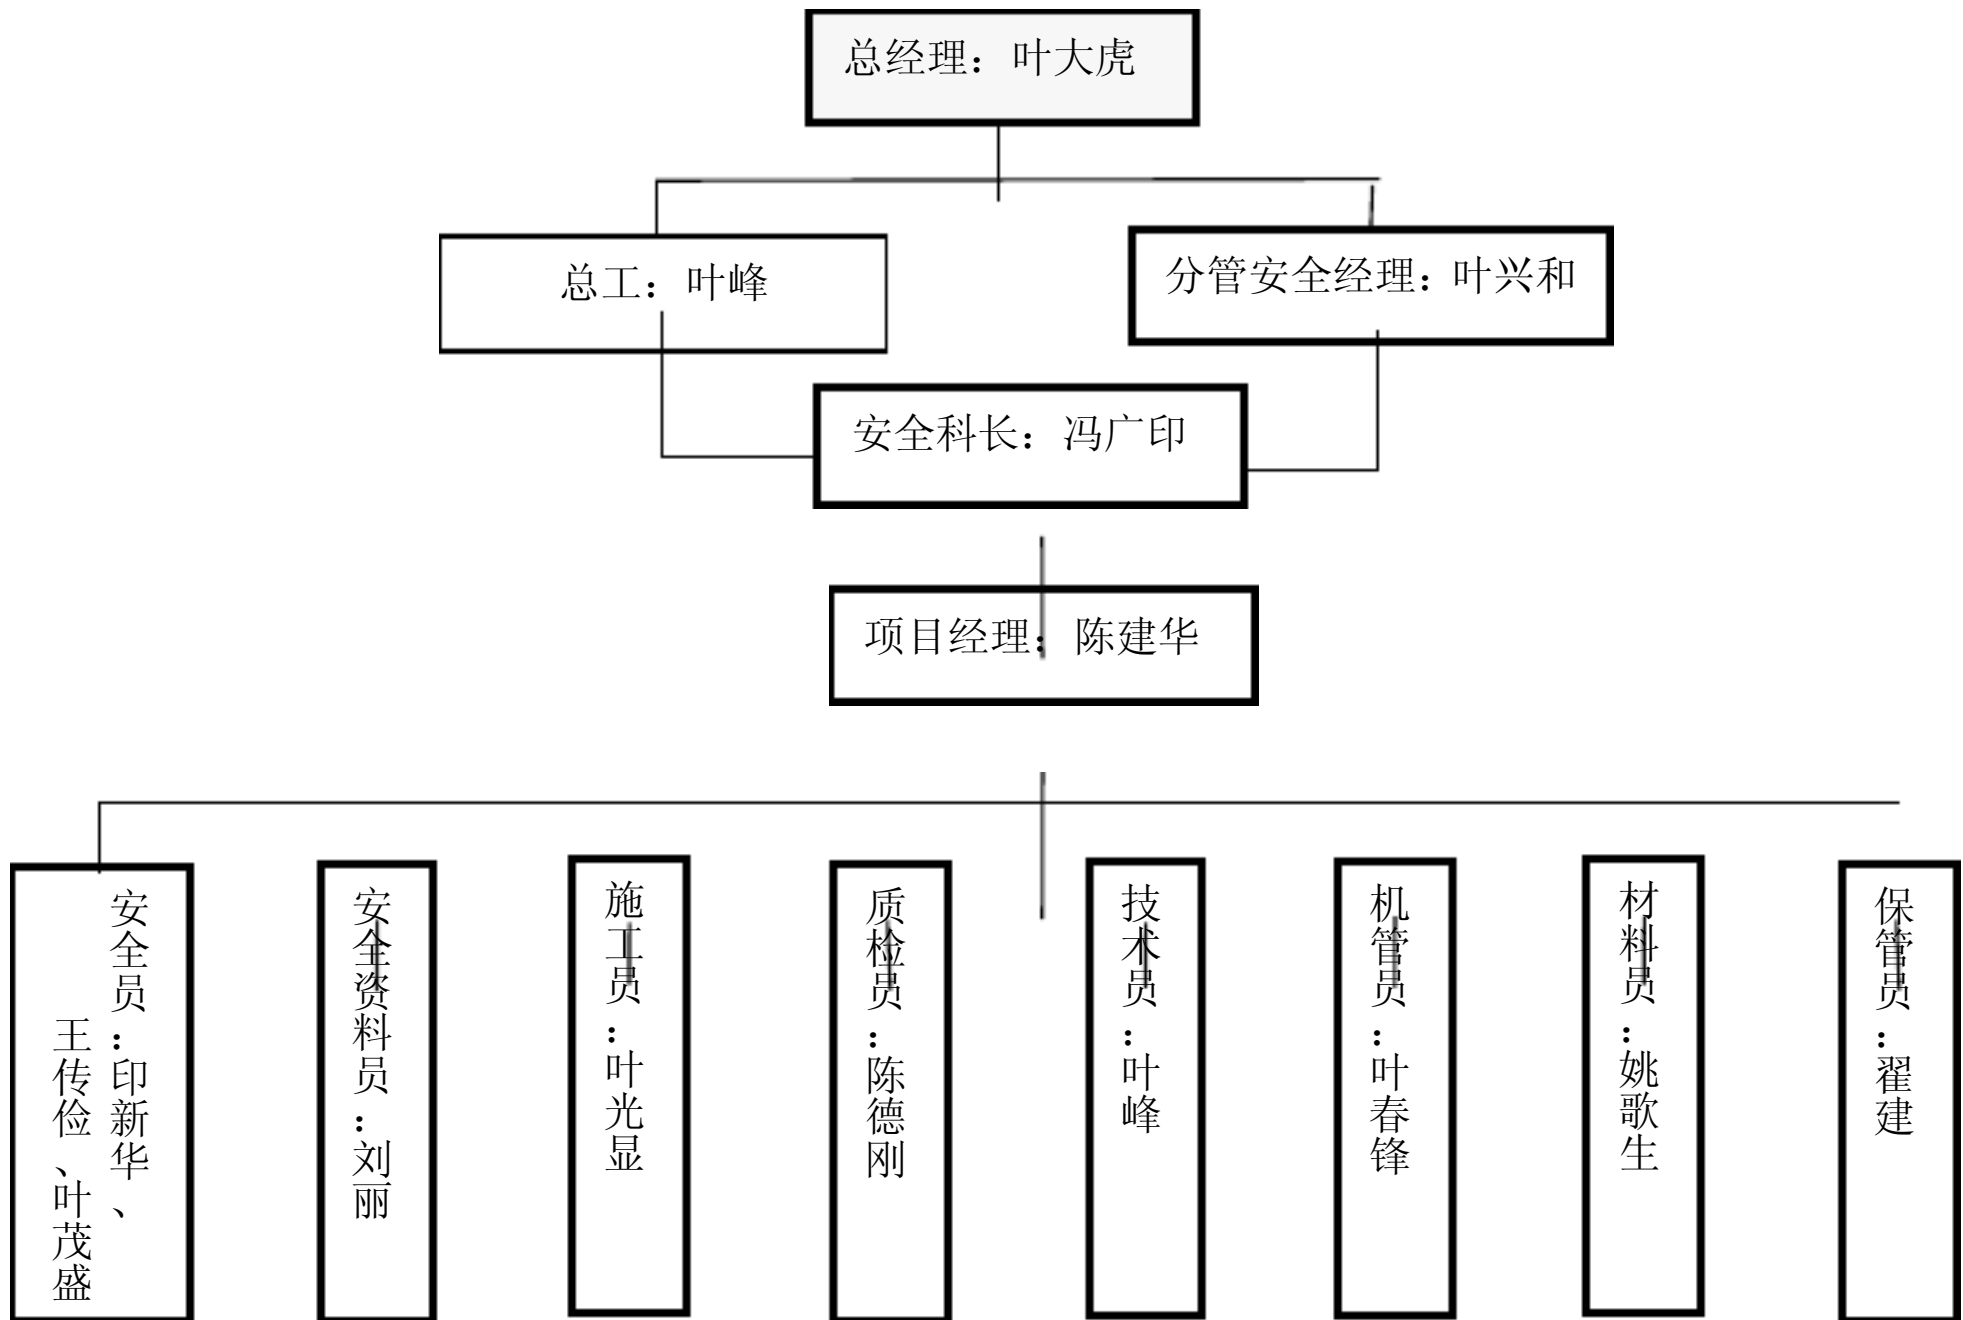 总经理：叶大虎
总工：叶峰
分管安全经理：叶兴和
安全科长：冯广印
项目经理：陈建华
安全员：印新华、
王传俭、叶茂盛
安全资料员：刘丽
施工员：叶光显
质检员：陈德刚
技术员：叶峰
机管员：叶春锋
材料员：姚歌生
保管员：翟建